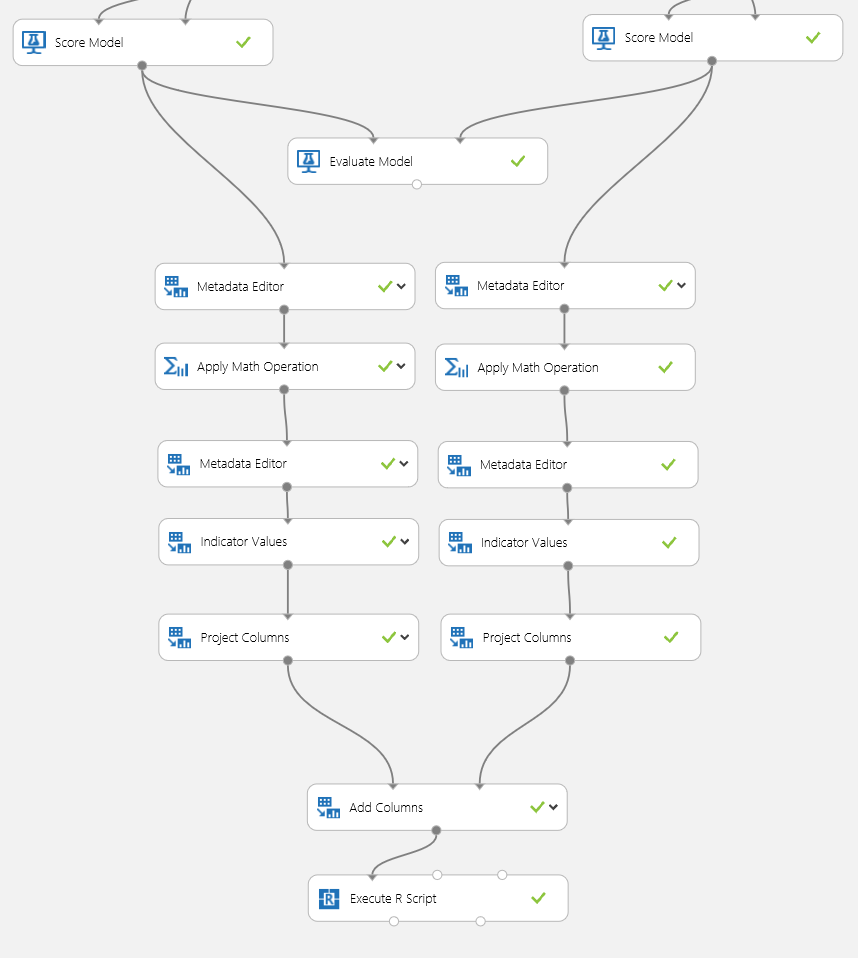 Score Model
Score Model
Evaluate Model
Metadata Editor
Metadata Editor
Apply Math Operation
Apply Math Operation
Metadata Editor
Metadata Editor
Indicator Values
Indicator Values
Project Columns
Project Columns
Add Columns
R Execute R Script